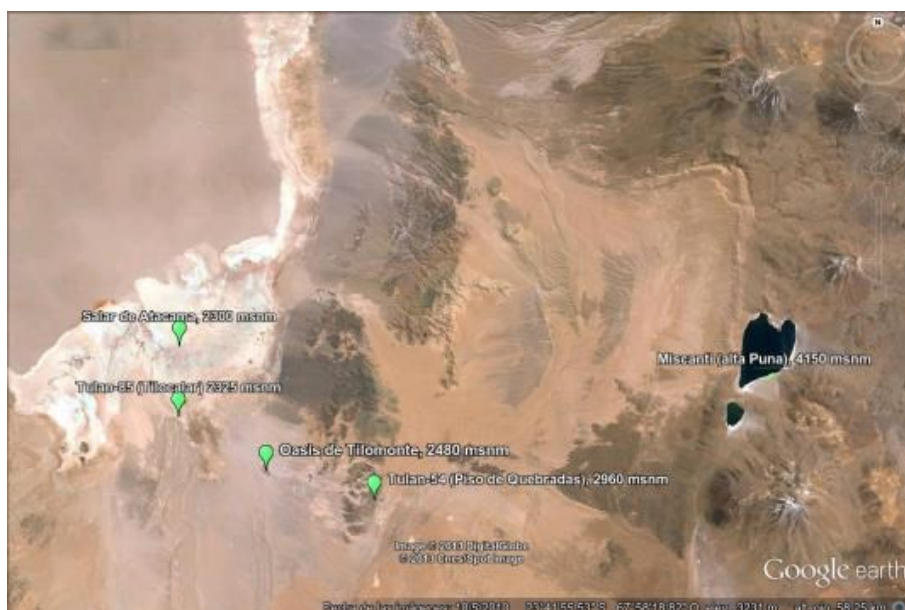 N
Salar de Atacama, 2300 msnm
Miscanti (alta Puna), 4150 msnm
Tulan-85 (Tilocalar) 2325 msnm
Oasis de Tilomonte, 2480 msnm
Tulan-54 (Piso de Quebradas), 2960 msnm
Image © 2013 DigitalGlobe
© 2013 Cnes/Spot Image
Google earth